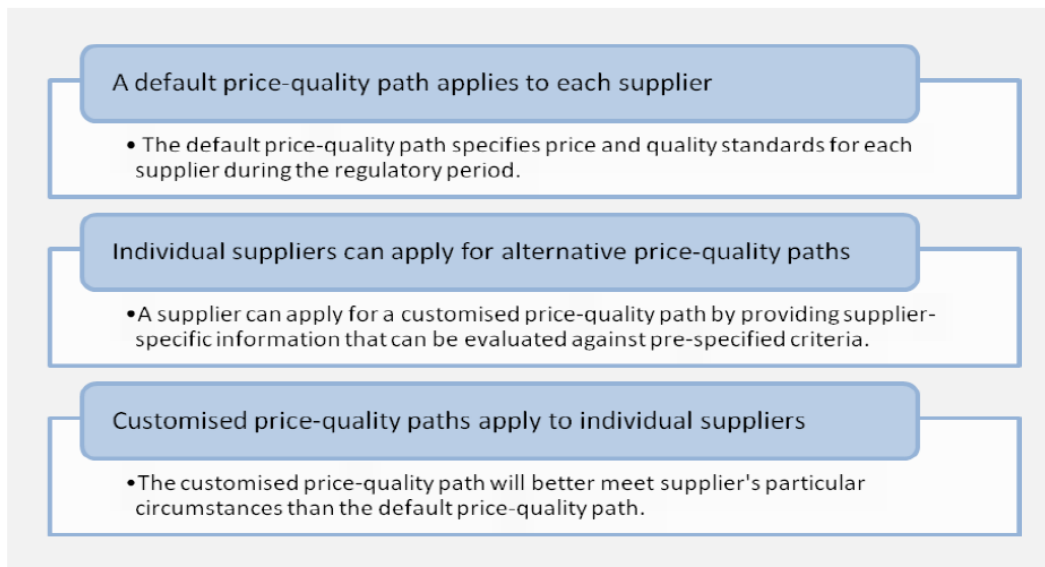 A default price-quality path applies to each supplier
• The default price-quality path specifies price and quality standards for each
supplier during the regulatory period.
Individual suppliers can apply for alternative price-quality paths
•A supplier can apply for a customised price-quality path by providing supplier-
specific information that can be evaluated against pre-specified criteria.
Customised price-quality paths apply to individual suppliers
•The customised price-quality path will better meet supplier's particular
circumstances than the default price-quality path.